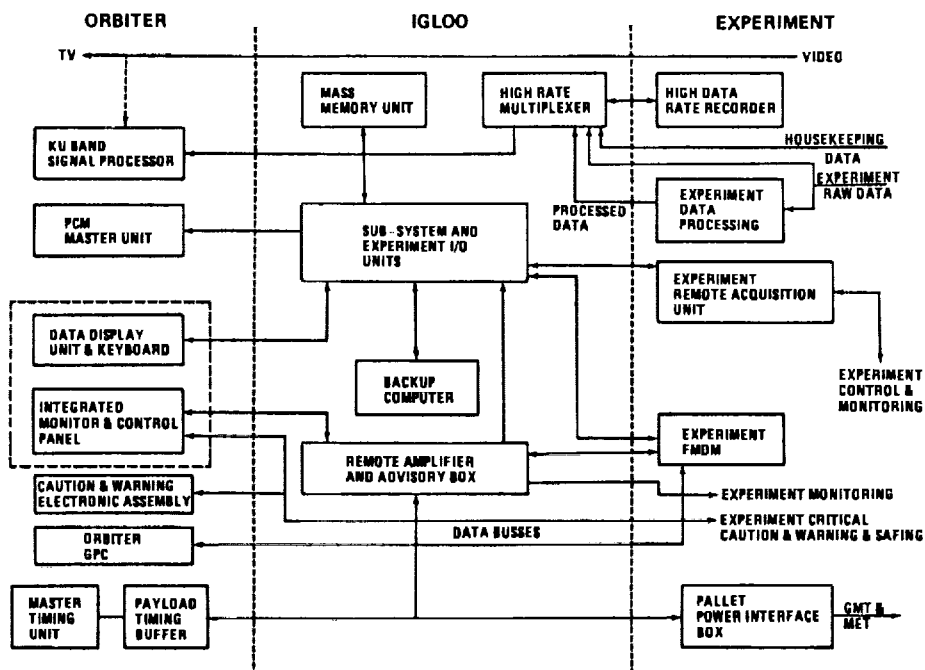 ORBITER
IGLOO
EXPERIMENT
TV
VIDEO
MASS
MEMORY UNIT
HIGH RATE
MULTIPLEXER
HIGH DATA
RATE RECORDER
KU BAND
SIGNAL PROCESSOR
HOUSEKEEPING
DATA
EXPERIMENT
RAW DATA
PROCESSED
DATA
EXPERIMENT
DATA
PROCESSING
PCM
MASTER UNIT
SUB-SYSTEM AND
EXPERIMENT I/O
UNITS
EXPERIMENT
REMOTE ACQUISITION
UNIT
DATA DISPLAY
UNIT & KEYBOARD
BACKUP
COMPUTER
EXPERIMENT
CONTROL &
MONITORING
INTEGRATED
MONITOR & CONTROL
PANEL
REMOTE AMPLIFIER
AND ADVISORY BOX
EXPERIMENT
FMDM
CAUTION & WARNING
ELECTRONIC ASSEMBLY
EXPERIMENT MONITORING
EXPERIMENT CRITICAL
CAUTION & WARNING & SAFING
DATA BUSSES
ORBITER
GPC
MASTER
TIMING
UNIT
PAYLOAD
TIMING
BUFFER
PALLET
POWER INTERFACE
BOX
GMT &
MET